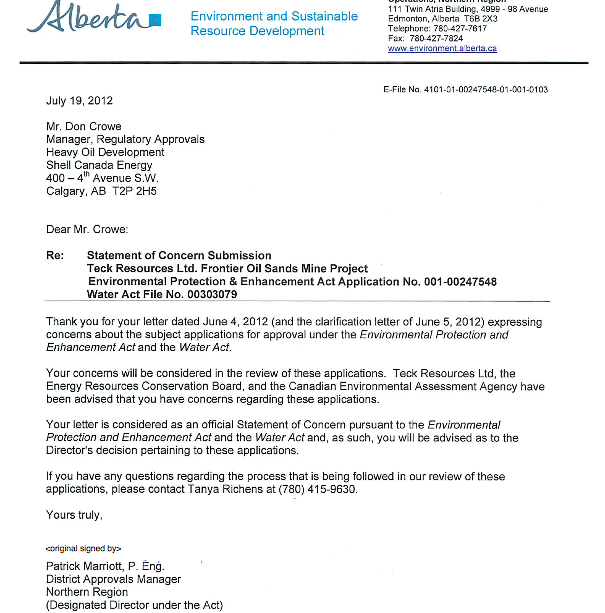 Alberta
Operations, Northern Region
Environment and Sustainable
Resource Development
111 Twin Atria Building, 4999 - 98 Avenue
Edmonton, Alberta T6B 2X3
Telephone: 780-427-7617
Fax: 780-427-7824
www.environment.alberta.ca
E-File No. 4101-01-00247548-01-001-0103
July 19, 2012
Mr. Don Crowe
Manager, Regulatory Approvals
Heavy Oil Development
Shell Canada Energy
400 – 4th Avenue S.W.
Calgary, AB T2P 2H5
Dear Mr. Crowe:
Re: Statement of Concern Submission
Teck Resources Ltd. Frontier Oil Sands Mine Project
Environmental Protection & Enhancement Act Application No. 001-00247548
Water Act File No. 00303079
Thank you for your letter dated June 4, 2012 (and the clarification letter of June 5, 2012) expressing
concerns about the subject applications for approval under the Environmental Protection and
Enhancement Act and the Water Act.
Your concerns will be considered in the review of these applications. Teck Resources Ltd, the
Energy Resources Conservation Board, and the Canadian Environmental Assessment Agency have
been advised that you have concerns regarding these applications.
Your letter is considered as an official Statement of Concern pursuant to the Environmental
Protection and Enhancement Act and the Water Act and, as such, you will be advised as to the
Director's decision pertaining to these applications.
If you have any questions regarding the process that is being followed in our review of these
applications, please contact Tanya Richens at (780) 415-9630.
Yours truly,
<original signed by>
Patrick Marriott, P. Eng.
District Approvals Manager
Northern Region
(Designated Director under the Act)